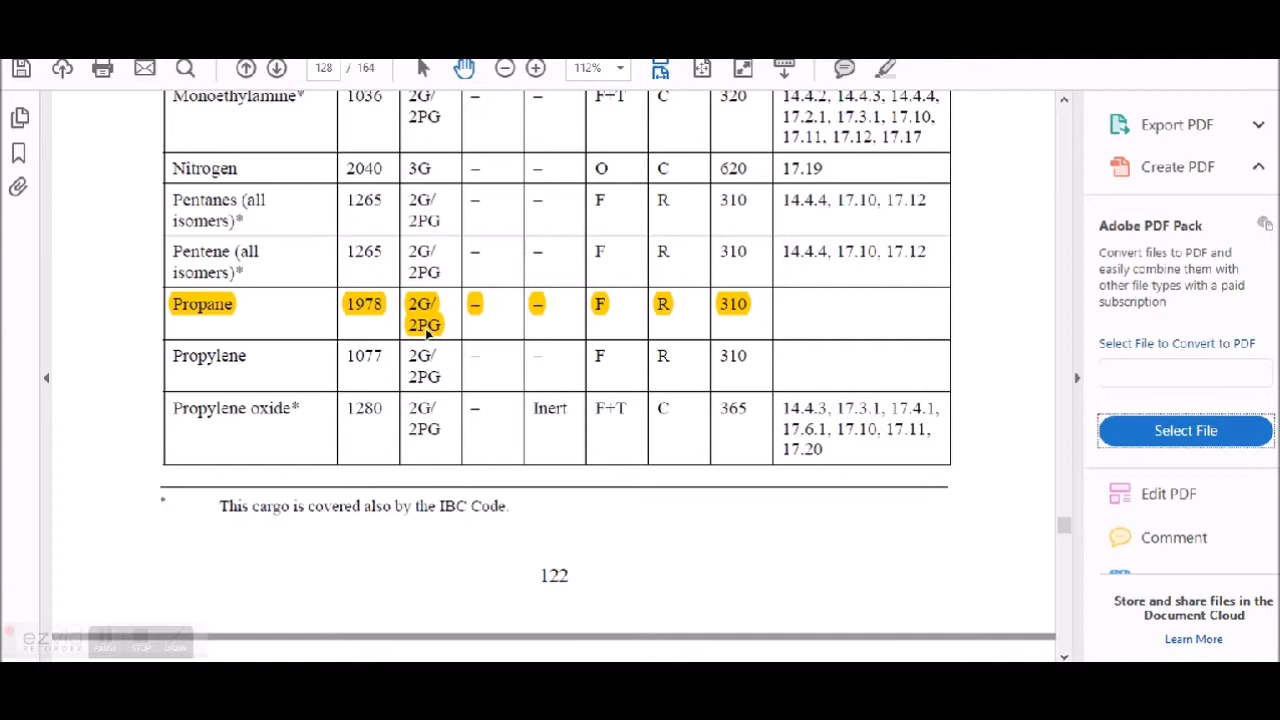 128 / 164
112%
Monoethylamine* 1036 2G/ – – F+T C 320 14.4.2, 14.4.3, 14.4.4,
2PG 17.2.1, 17.3.1, 17.10,
17.11, 17.12, 17.17
Nitrogen 2040 3G – – O C 620 17.19
Pentanes (all 1265 2G/ – – F R 310 14.4.4, 17.10, 17.12
isomers)* 2PG
Pentene (all 1265 2G/ – – F R 310 14.4.4, 17.10, 17.12
isomers)* 2PG
Propane 1978 2G/ – – F R 310
2PG
Propylene 1077 2G/ – – F R 310
2PG
Propylene oxide* 1280 2G/ – Inert F+T C 365 14.4.3, 17.3.1, 17.4.1,
2PG 17.6.1, 17.10, 17.11,
17.20
* This cargo is covered also by the IBC Code.
122
Export PDF
Create PDF
Adobe PDF Pack
Convert files to PDF and
easily combine them with
other file types with a paid
subscription
Select File to Convert to PDF
Select File
Edit PDF
Comment
Store and share files in the
Document Cloud
Learn More
ezvid
RECORDER
PAUSE STOP DRAW